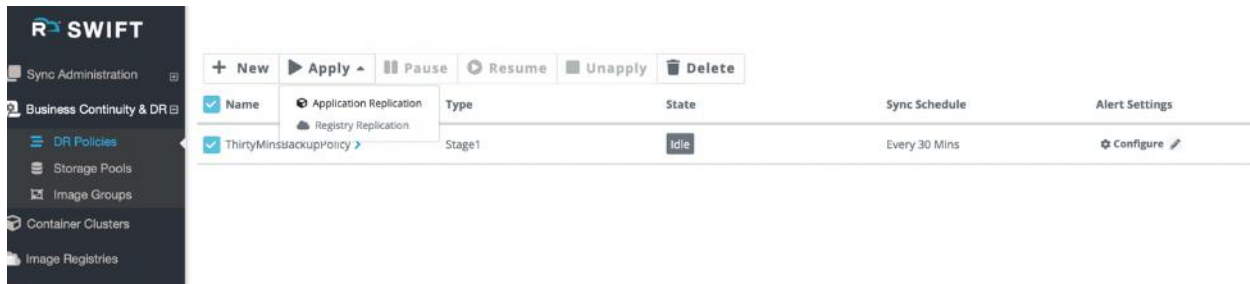 R SWIFT
Sync Administration
Business Continuity & DR
DR Policies
Storage Pools
Image Groups
Container Clusters
Image Registries
+ New Apply Pause Resume Unapply Delete
Name Type State Sync Schedule Alert Settings
Application Replication
Registry Replication
ThirtyMinsBackupPolicy > Stage1 Idle Every 30 Mins Configure